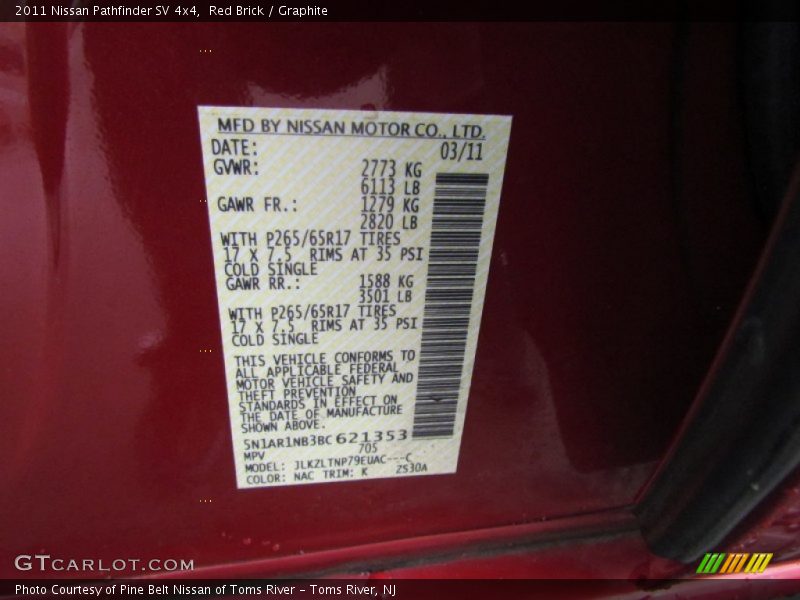 2011 Nissan Pathfinder SV 4x4,  Red Brick / Graphite
MFD BY NISSAN MOTOR CO., LTD.
DATE: 03/11
GVWR: 2773 KG
6113 LB
GAWR FR.: 1279 KG
2820 LB
WITH P265/65R17 TIRES
17 X 7.5 RIMS AT 35 PSI
COLD SINGLE
GAWR RR.: 1588 KG
3501 LB
WITH P265/65R17 TIRES
17 X 7.5 RIMS AT 35 PSI
COLD SINGLE
THIS VEHICLE CONFORMS TO
ALL APPLICABLE FEDERAL
MOTOR VEHICLE SAFETY AND
THEFT PREVENTION
STANDARDS IN EFFECT ON
THE DATE OF MANUFACTURE
SHOWN ABOVE.
5N1AR1NB3BC621353
MPV 705
MODEL: JLKZLTNP79EUAC---C
COLOR: NAC TRIM: K 2530A
GTCARLOT.COM
Photo Courtesy of Pine Belt Nissan of Toms River – Toms River, NJ